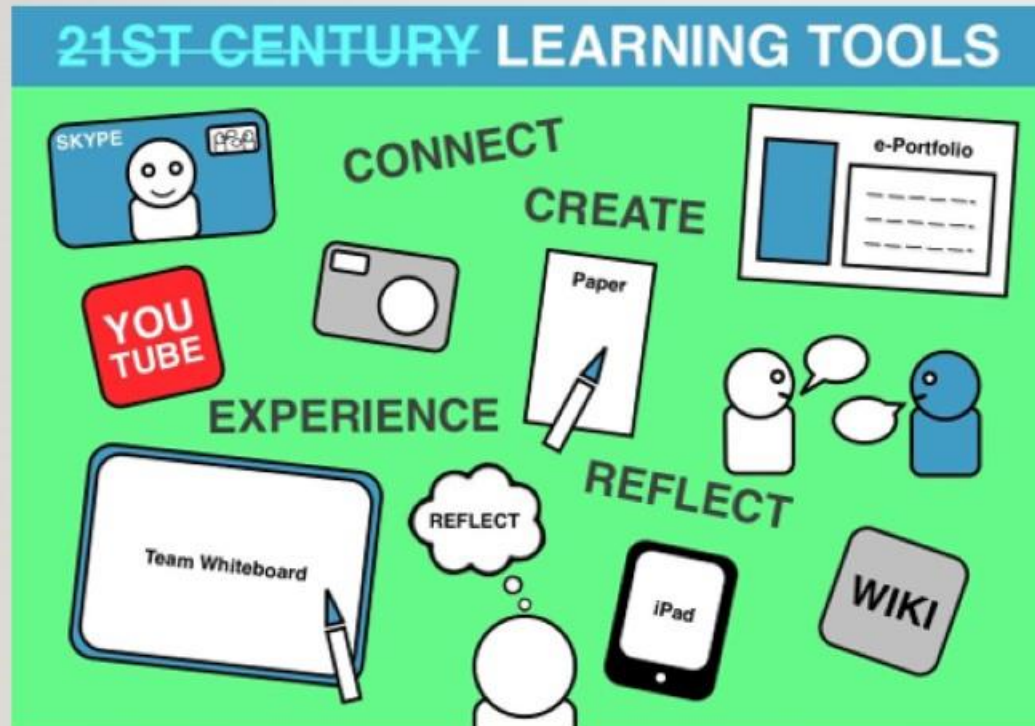 21ST CENTURY LEARNING TOOLS
SKYPE
CONNECT
CREATE
e-Portfolio
YOU
TUBE
Paper
EXPERIENCE
REFLECT
Team Whiteboard
REFLECT
iPad
WIKI